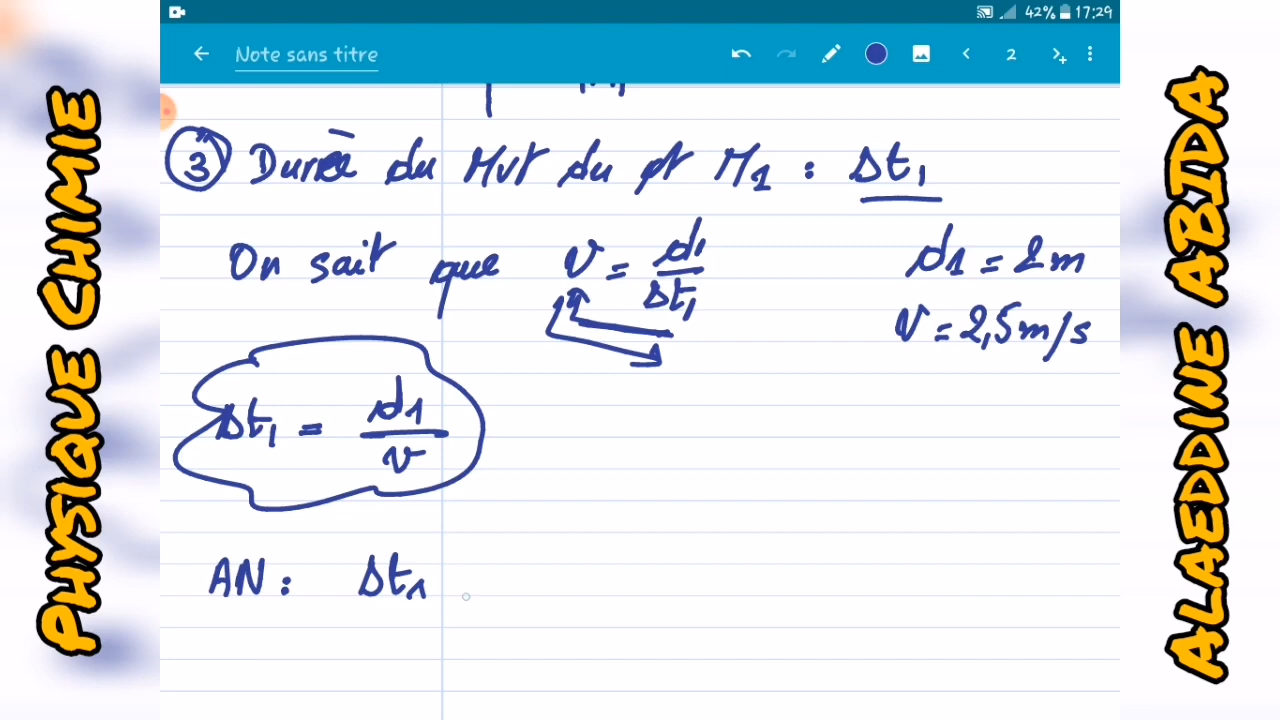 42% 17:29
Note sans titre
2
③ Durée du Mvt du pt M1 : Δt1
On sait que v = d1/Δt1
d1 = 2m
v = 2,5m/s
Δt1 = d1/v
AN : Δt1
PHYSIQUE CHIMIE
ALAEDDINE ABIDA